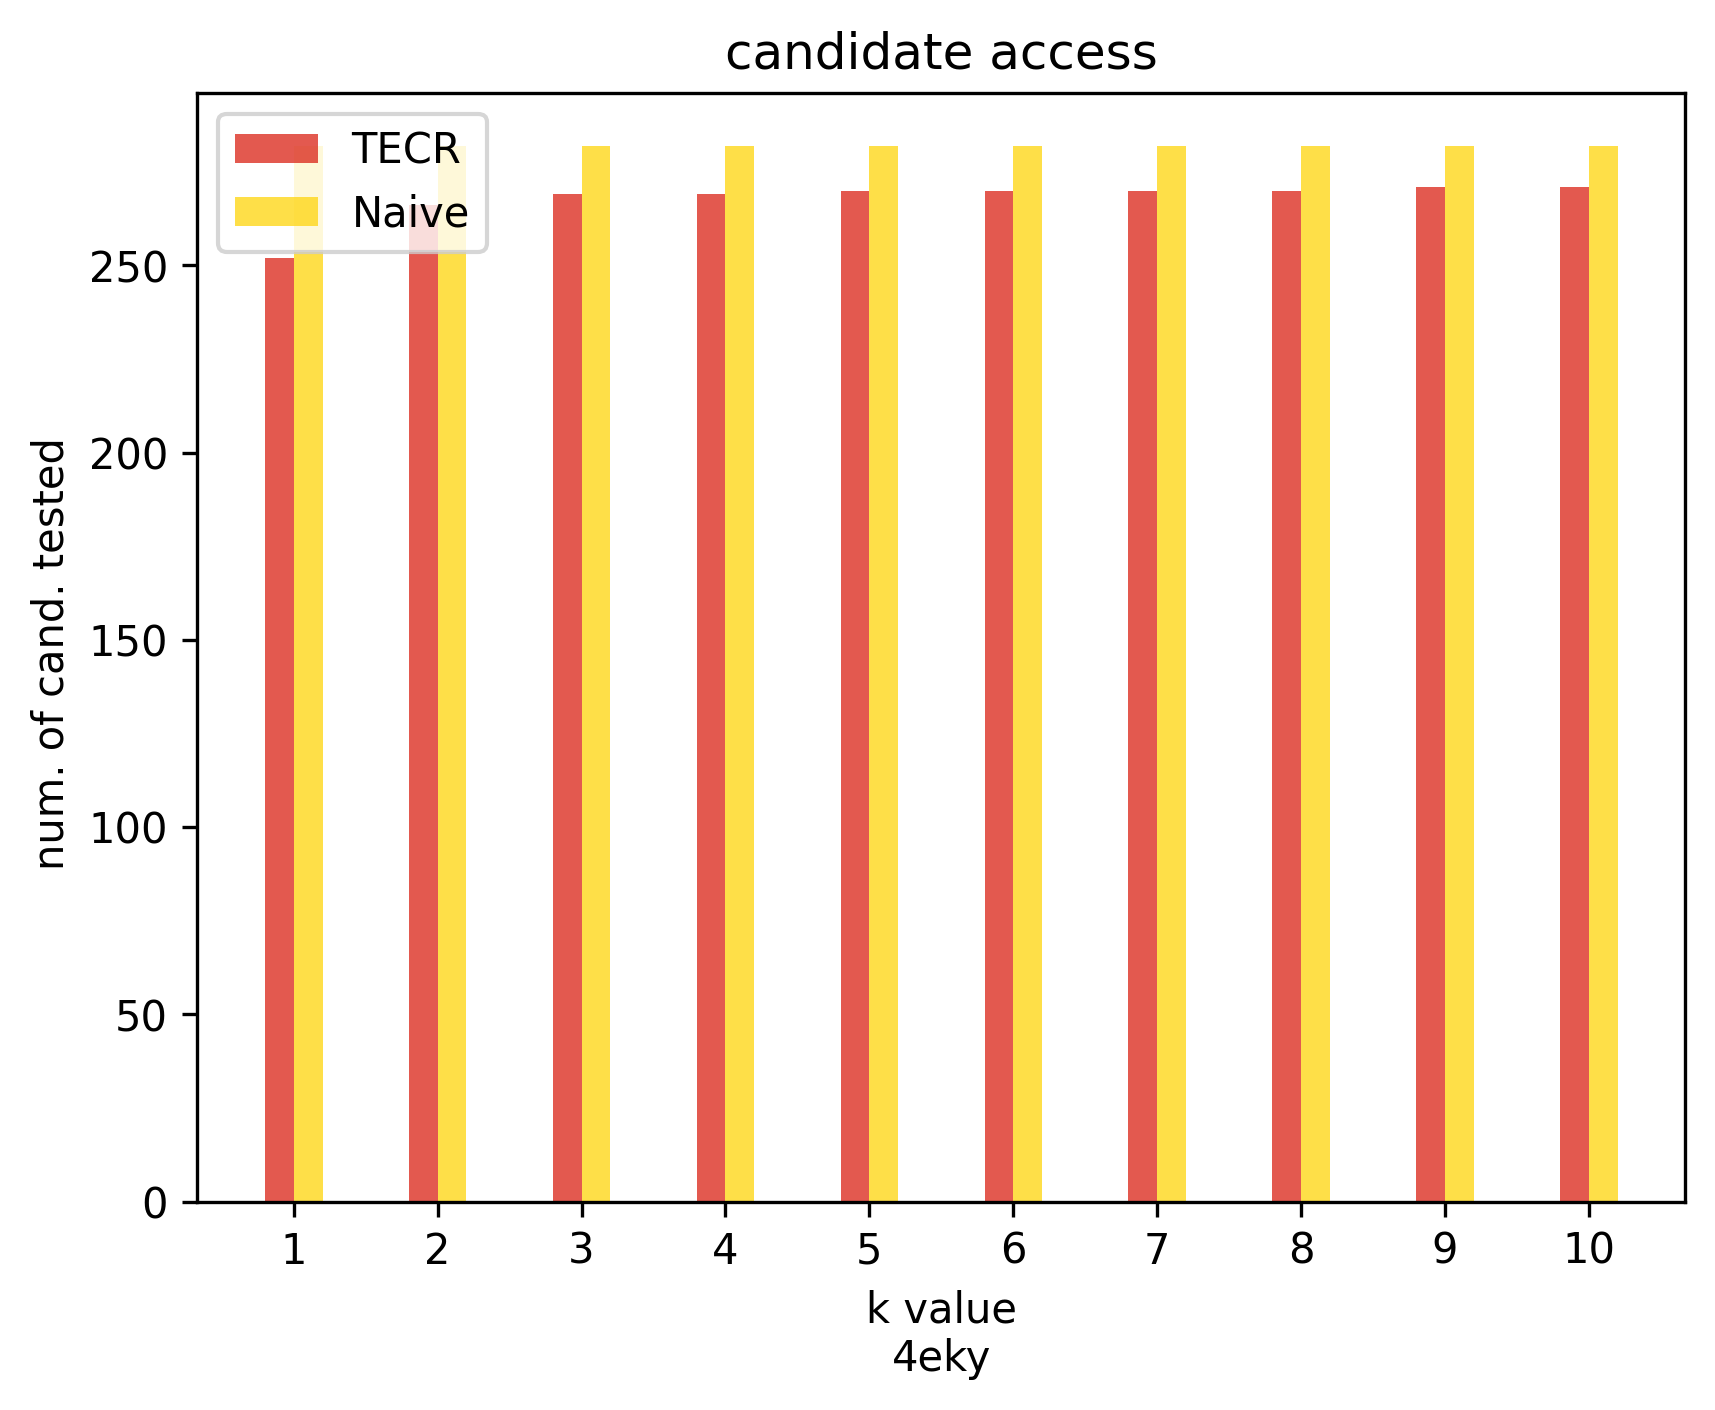 candidate access
TECR
Naive
250
200
150
100
50
0
num. of cand. tested
1 2 3 4 5 6 7 8 9 10
k value
4eky